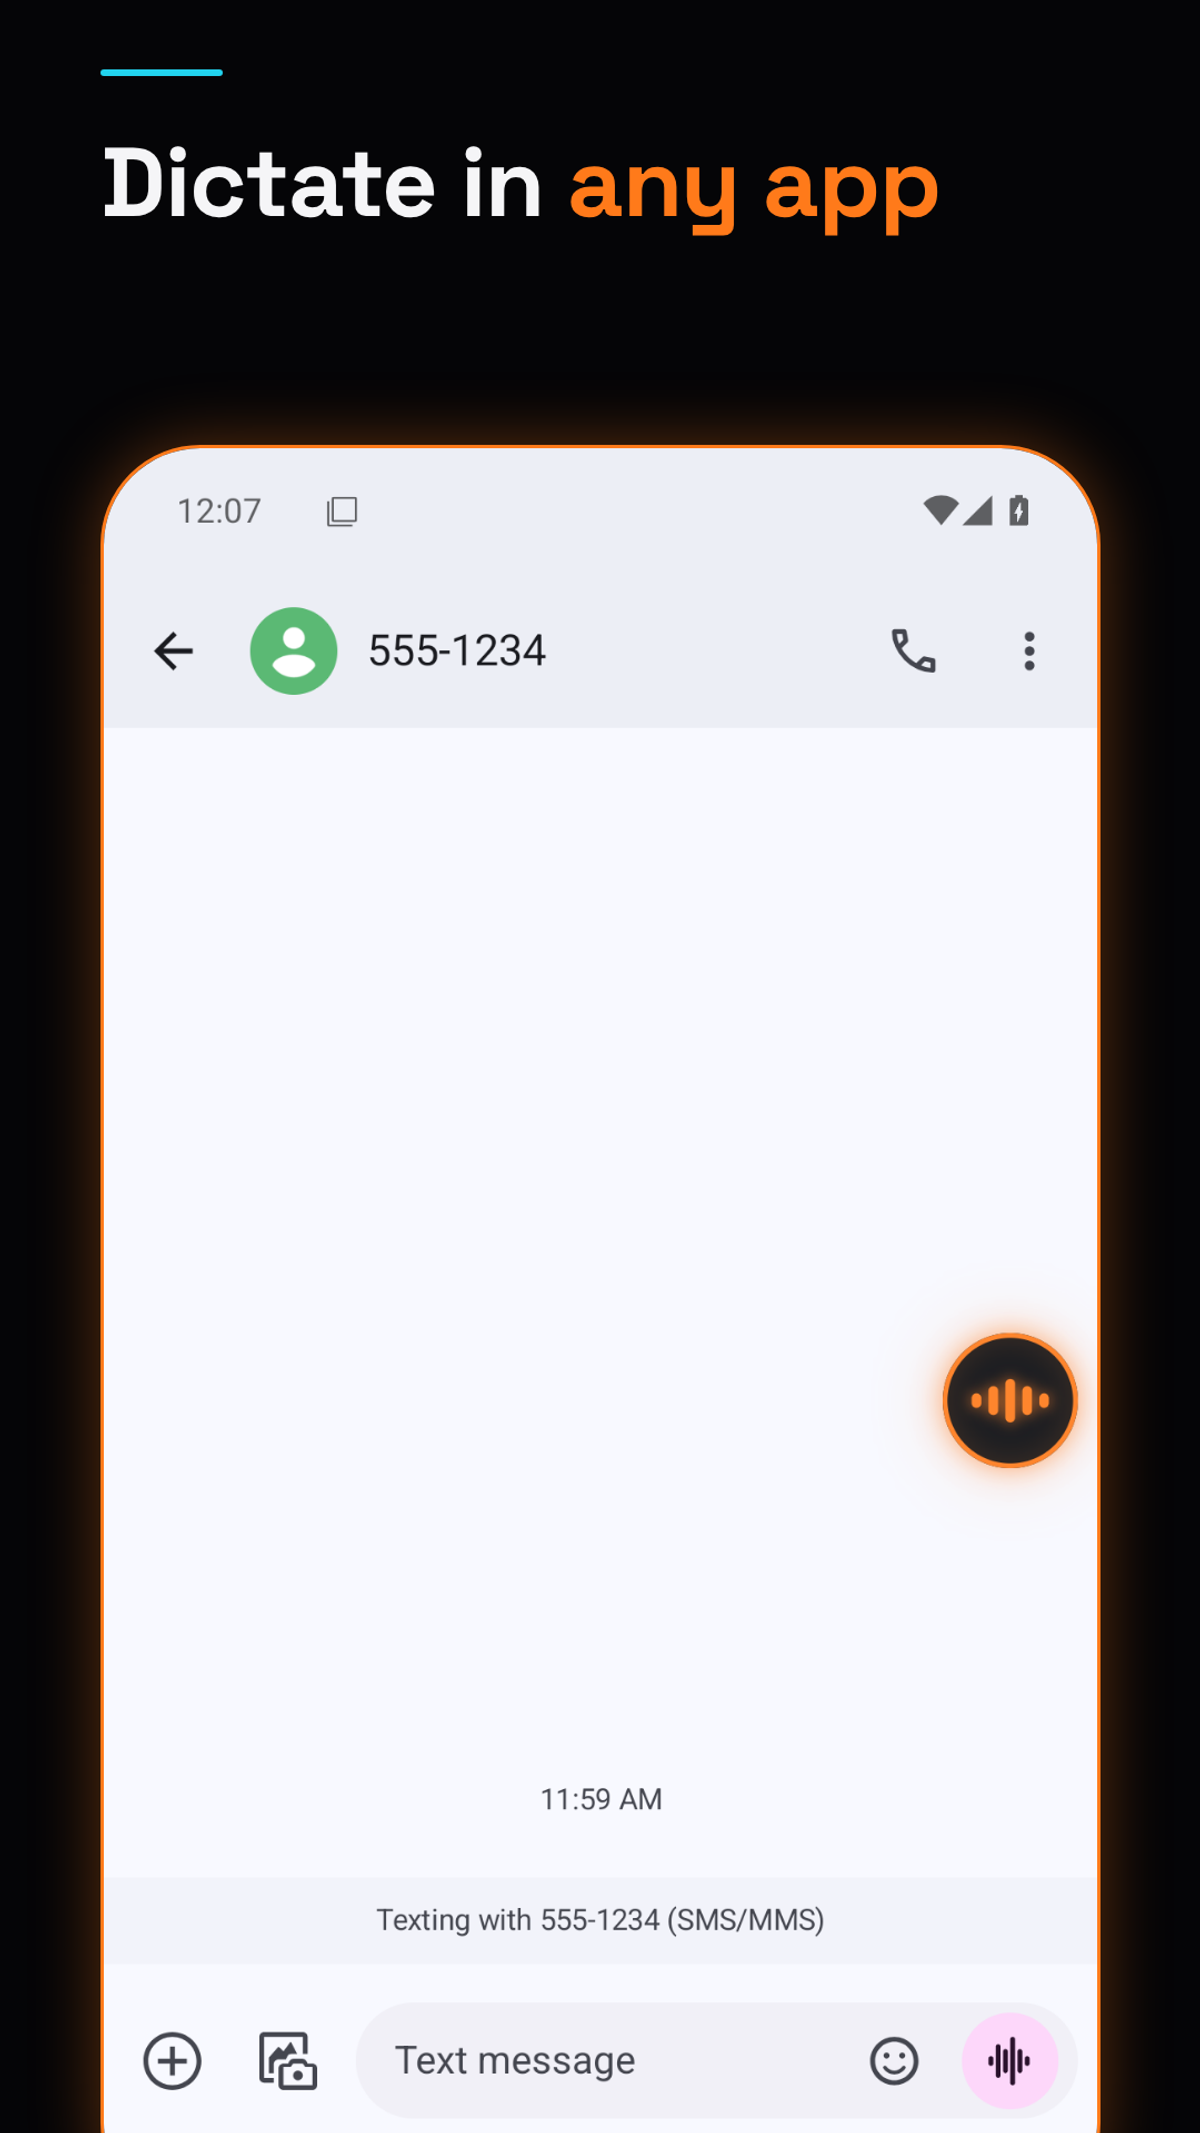 Dictate in any app
12:07
555-1234
11:59 AM
Texting with 555-1234 (SMS/MMS)
Text message